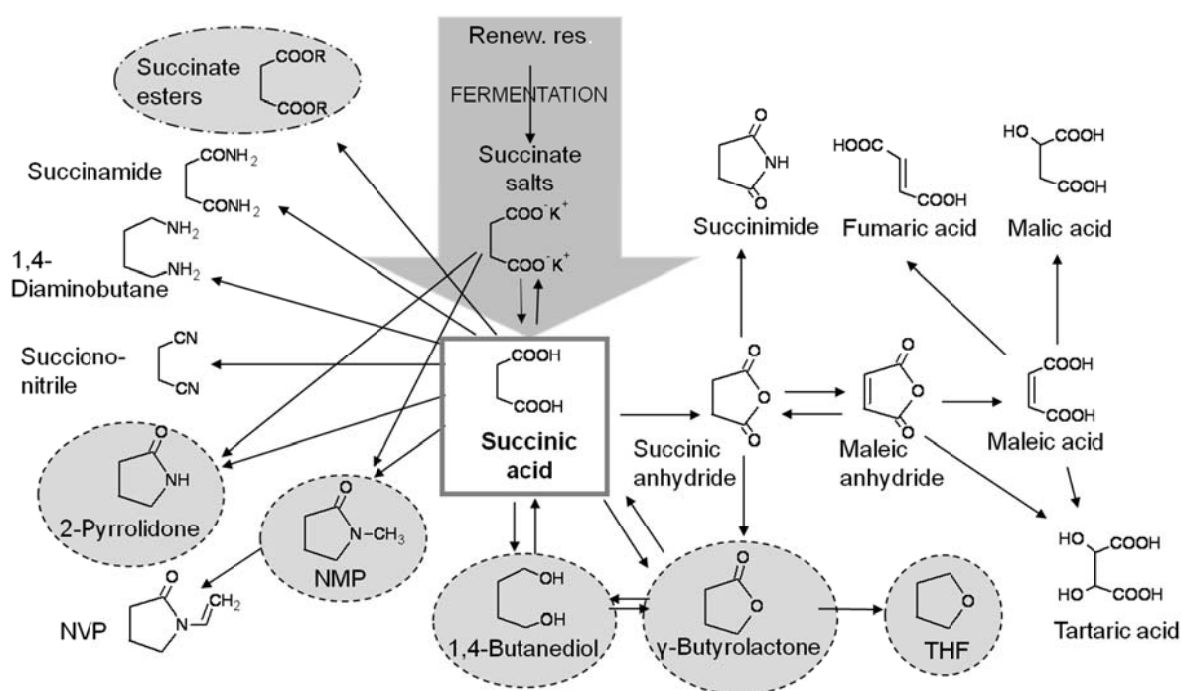 Renew. res.
FERMENTATION
Succinate
salts
COO⁻K⁺
COO⁻K⁺
Succinate
esters
COOR
COOR
Succinamide
CONH₂
CONH₂
1,4-
Diaminobutane
NH₂
NH₂
Succiono-
nitrile
CN
CN
O
NH
2-Pyrrolidone
O
N
CH₃
NMP
NVP
O
N
CH₂
COOH
COOH
Succinic
acid
OH
OH
1,4-Butanediol
O
O
γ-Butyrolactone
O
THF
O
O
O
Succinic
anhydride
O
NH
O
Succinimide
O
O
O
Maleic
anhydride
HOOC
COOH
Fumaric acid
HO
COOH
COOH
Malic acid
COOH
COOH
Maleic acid
HO
COOH
HO
COOH
Tartaric acid